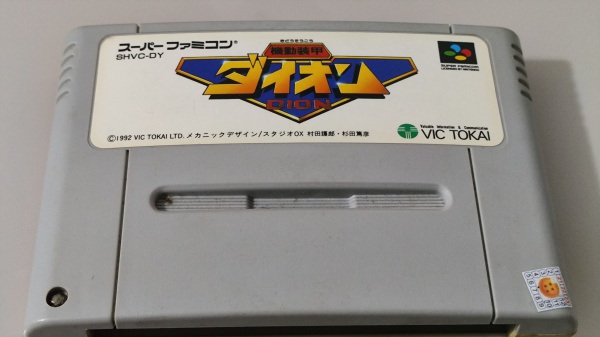 スーパーファミコン®
SHVC-DY
きどうそうこう
機動装甲
ダイオン
DION
SUPER FAMICOM
LICENSED BY NINTENDO
©1992 VIC TOKAI LTD. メカニックデザイン/スタジオOX 村田護郎・杉田篤彦
VIC TOKAI